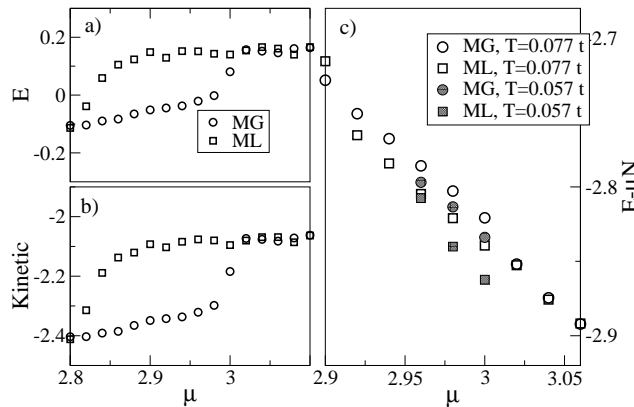 a)
E
0.2
0
-0.2
MG
ML
b)
Kinetic
-2
-2.2
-2.4
2.8 2.9 3
μ
c)
MG, T=0.077 t
ML, T=0.077 t
MG, T=0.057 t
ML, T=0.057 t
-2.7
-2.8
-2.9
E-μN
2.9 2.95 3 3.05
μ